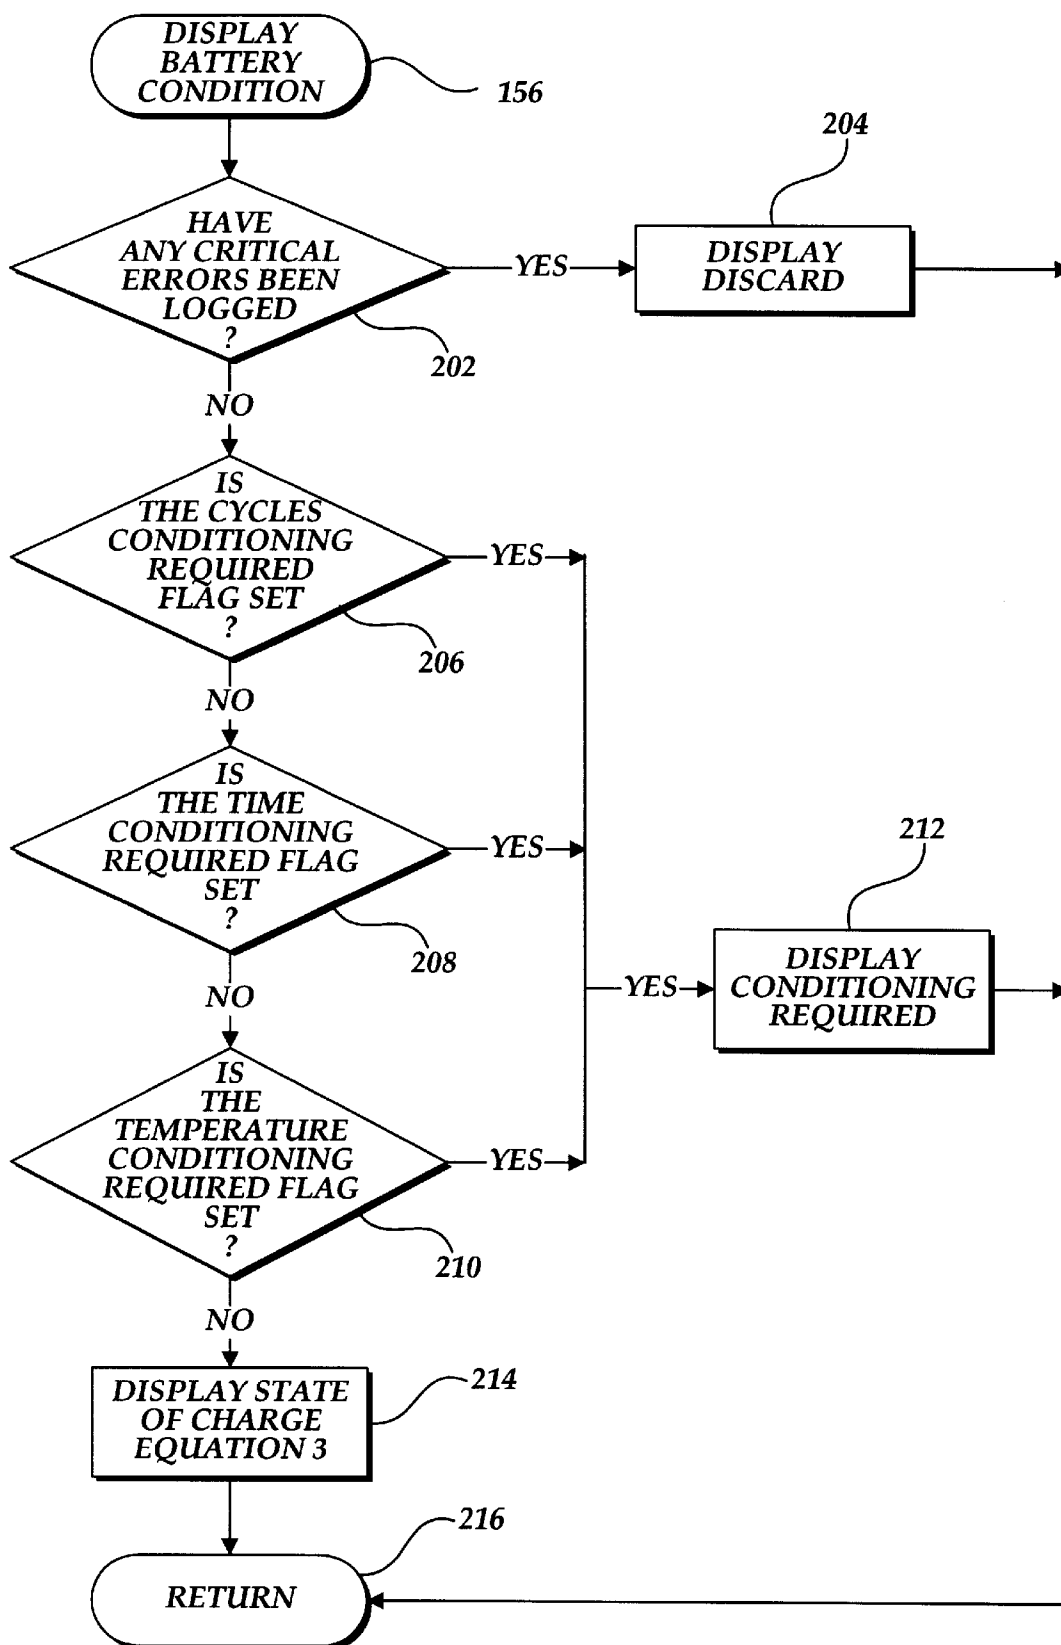 DISPLAY
BATTERY
CONDITION
156
204
HAVE
ANY CRITICAL
ERRORS BEEN
LOGGED
?
YES
DISPLAY
DISCARD
202
NO
IS
THE CYCLES
CONDITIONING
REQUIRED
FLAG SET
?
YES
206
NO
IS
THE TIME
CONDITIONING
REQUIRED FLAG
SET
?
YES
208
212
NO
YES
DISPLAY
CONDITIONING
REQUIRED
IS
THE
TEMPERATURE
CONDITIONING
REQUIRED FLAG
SET
?
YES
210
NO
DISPLAY STATE
OF CHARGE
EQUATION 3
214
216
RETURN